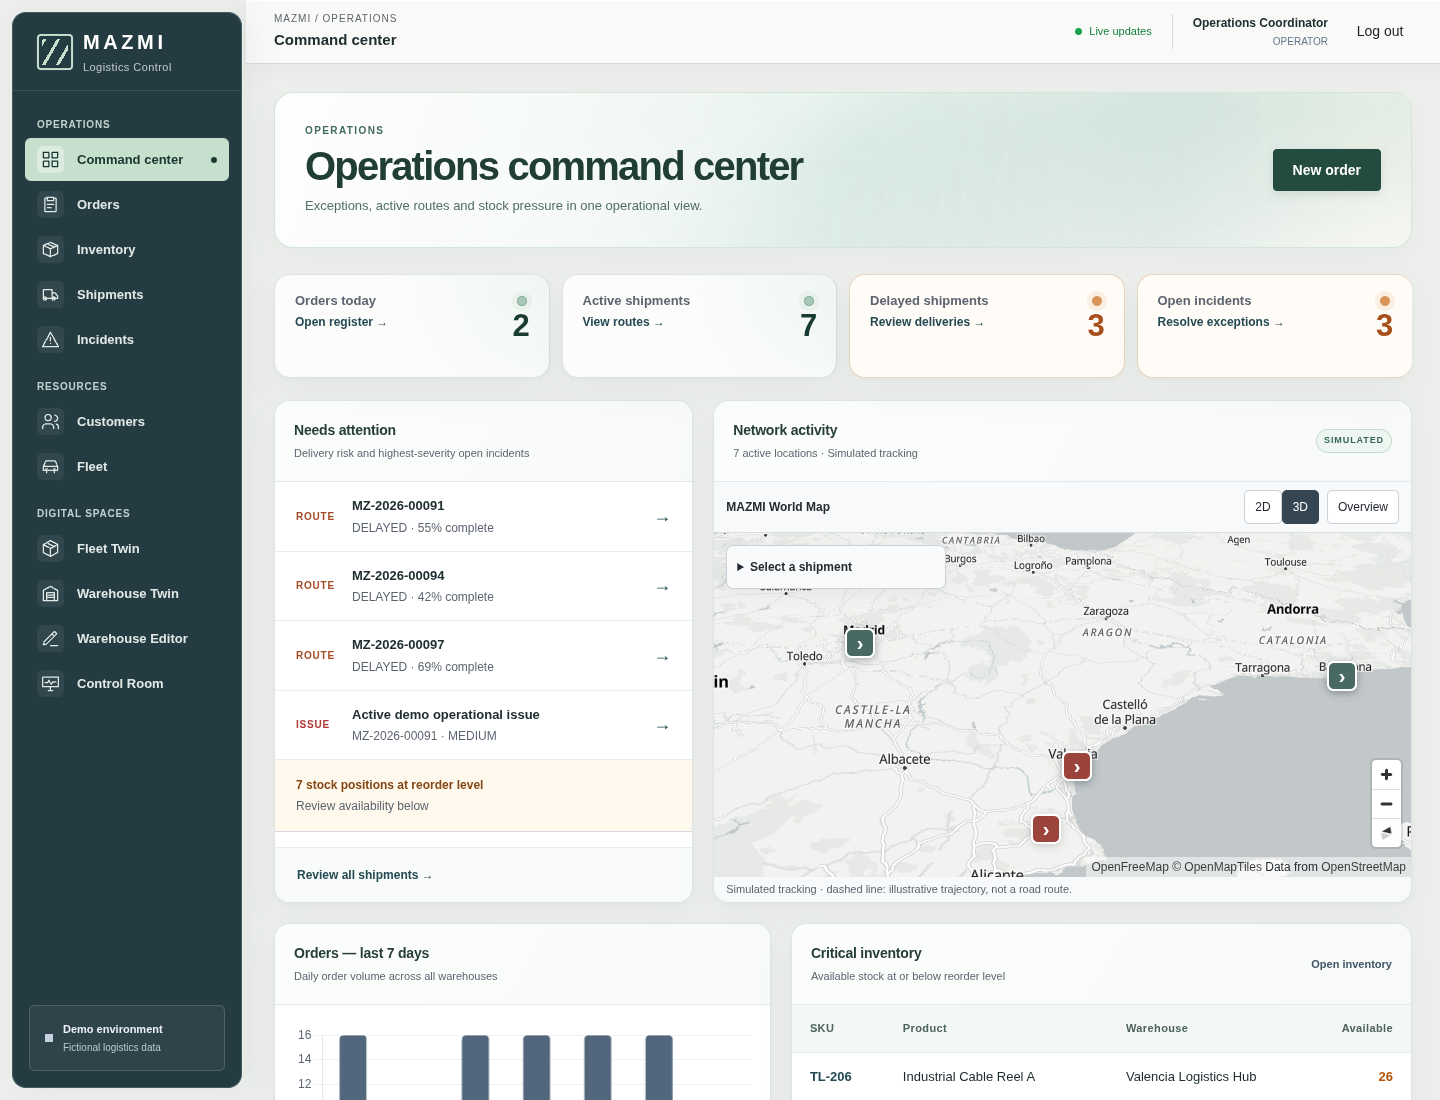 MAZMI
Logistics Control
OPERATIONS
Command center
Orders
Inventory
Shipments
Incidents
RESOURCES
Customers
Fleet
DIGITAL SPACES
Fleet Twin
Warehouse Twin
Warehouse Editor
Control Room
Demo environment
Fictional logistics data
MAZMI / OPERATIONS
Command center
Live updates
Operations Coordinator
OPERATOR
Log out
OPERATIONS
Operations command center
Exceptions, active routes and stock pressure in one operational view.
New order
Orders today
Open register →
2
Active shipments
View routes →
7
Delayed shipments
Review deliveries →
3
Open incidents
Resolve exceptions →
3
Needs attention
Delivery risk and highest-severity open incidents
ROUTE
MZ-2026-00091
DELAYED · 55% complete
→
ROUTE
MZ-2026-00094
DELAYED · 42% complete
→
ROUTE
MZ-2026-00097
DELAYED · 69% complete
→
ISSUE
Active demo operational issue
MZ-2026-00091 · MEDIUM
→
7 stock positions at reorder level
Review availability below
Review all shipments →
Network activity
7 active locations · Simulated tracking
SIMULATED
MAZMI World Map
2D
3D
Overview
Select a shipment
CANTABRIA
Bilbao
Agen
Burgos
Logroño
Pamplona
Toulouse
Zaragoza
Andorra
ARAGON
CATALONIA
Toledo
Tarragona
in
CASTILE-LA
MANCHA
Castelló
de la Plana
Albacete
Alicante
OpenFreeMap © OpenMapTiles Data from OpenStreetMap
Simulated tracking · dashed line: illustrative trajectory, not a road route.
Orders — last 7 days
Daily order volume across all warehouses
16
14
12
Critical inventory
Available stock at or below reorder level
Open inventory
SKU
Product
Warehouse
Available
TL-206
Industrial Cable Reel A
Valencia Logistics Hub
26